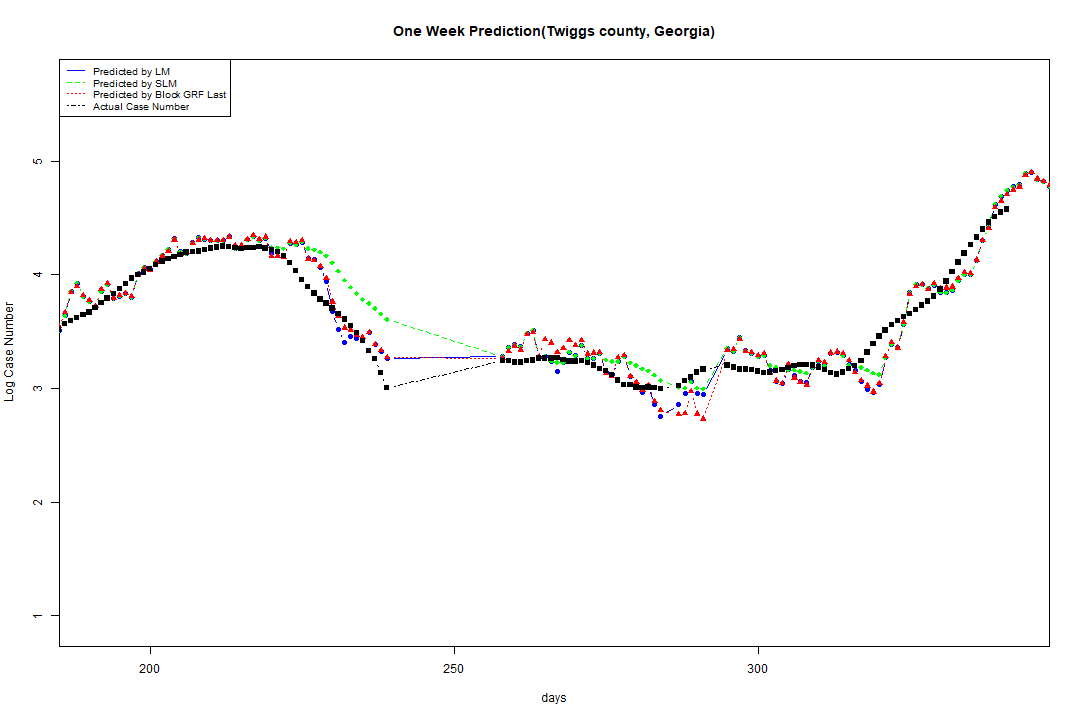 One Week Prediction(Twiggs county, Georgia)
Predicted by LM
Predicted by SLM
Predicted by Block GRF Last
Actual Case Number
5
4
3
2
1
Log Case Number
200 250 300
days